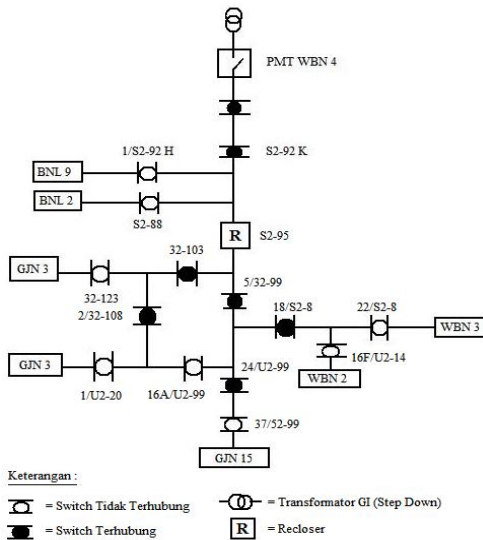 PMT WBN 4
1/S2-92 H
S2-92 K
BNL 9
BNL 2
S2-88
R
S2-95
32-103
GJN 3
5/32-99
32-123
2/32-108
18/S2-8
22/S2-8
WBN 3
16F/U2-14
GJN 3
24/U2-99
WBN 2
1/U2-20
16A/U2-99
37/52-99
GJN 15
Keterangan :
= Switch Tidak Terhubung
= Transformator GI (Step Down)
= Switch Terhubung
R = Recloser